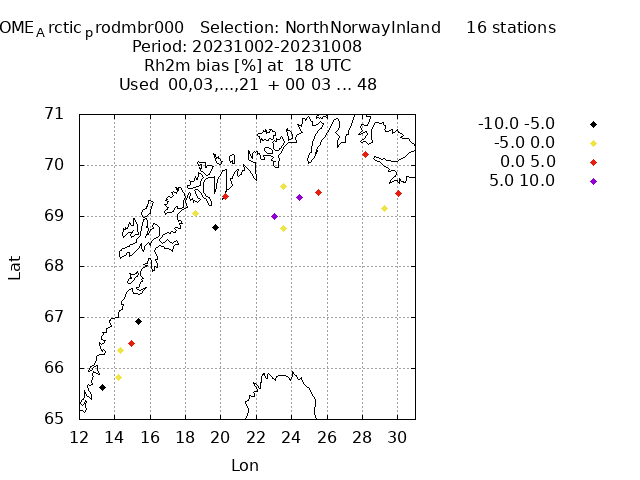 OME_A rctic_prodmbr000 Selection: NorthNorwayInland 16 stations
Period: 20231002-20231008
Rh2m bias [%] at 18 UTC
Used 00,03,...,21 + 00 03 ... 48
-10.0 -5.0
-5.0 0.0
0.0 5.0
5.0 10.0
71
70
69
68
67
66
65
Lat
12 14 16 18 20 22 24 26 28 30
Lon